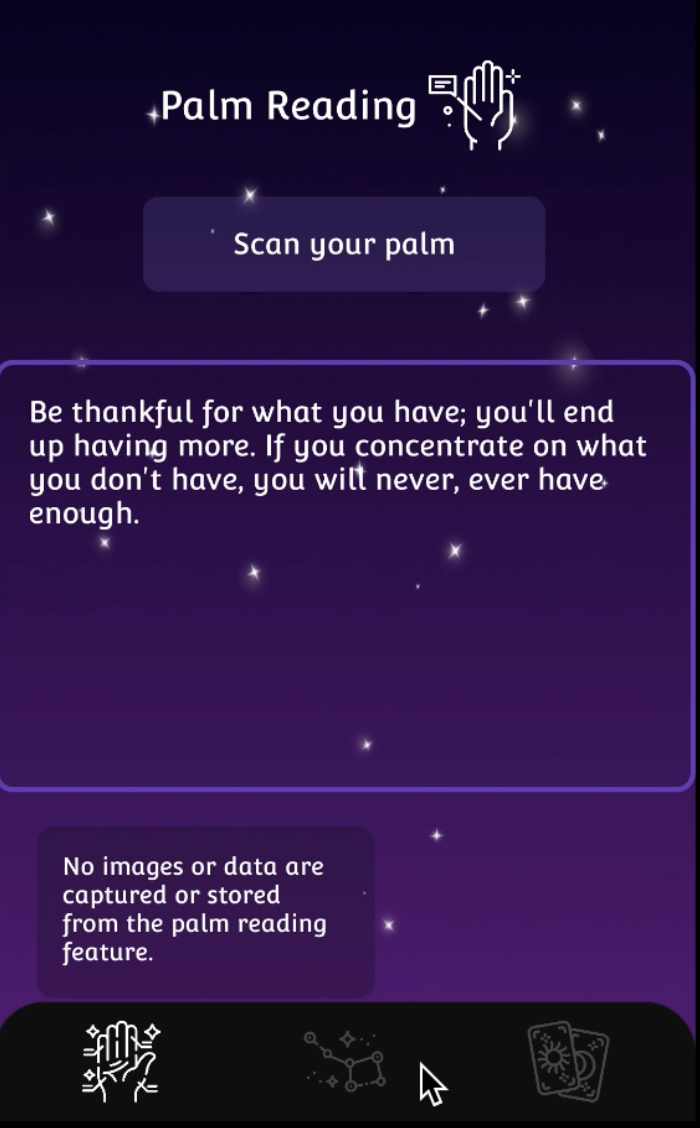 Palm Reading
Scan your palm
Be thankful for what you have; you'll end
up having more. If you concentrate on what
you don't have, you will never, ever have
enough.
No images or data are
captured or stored
from the palm reading
feature.